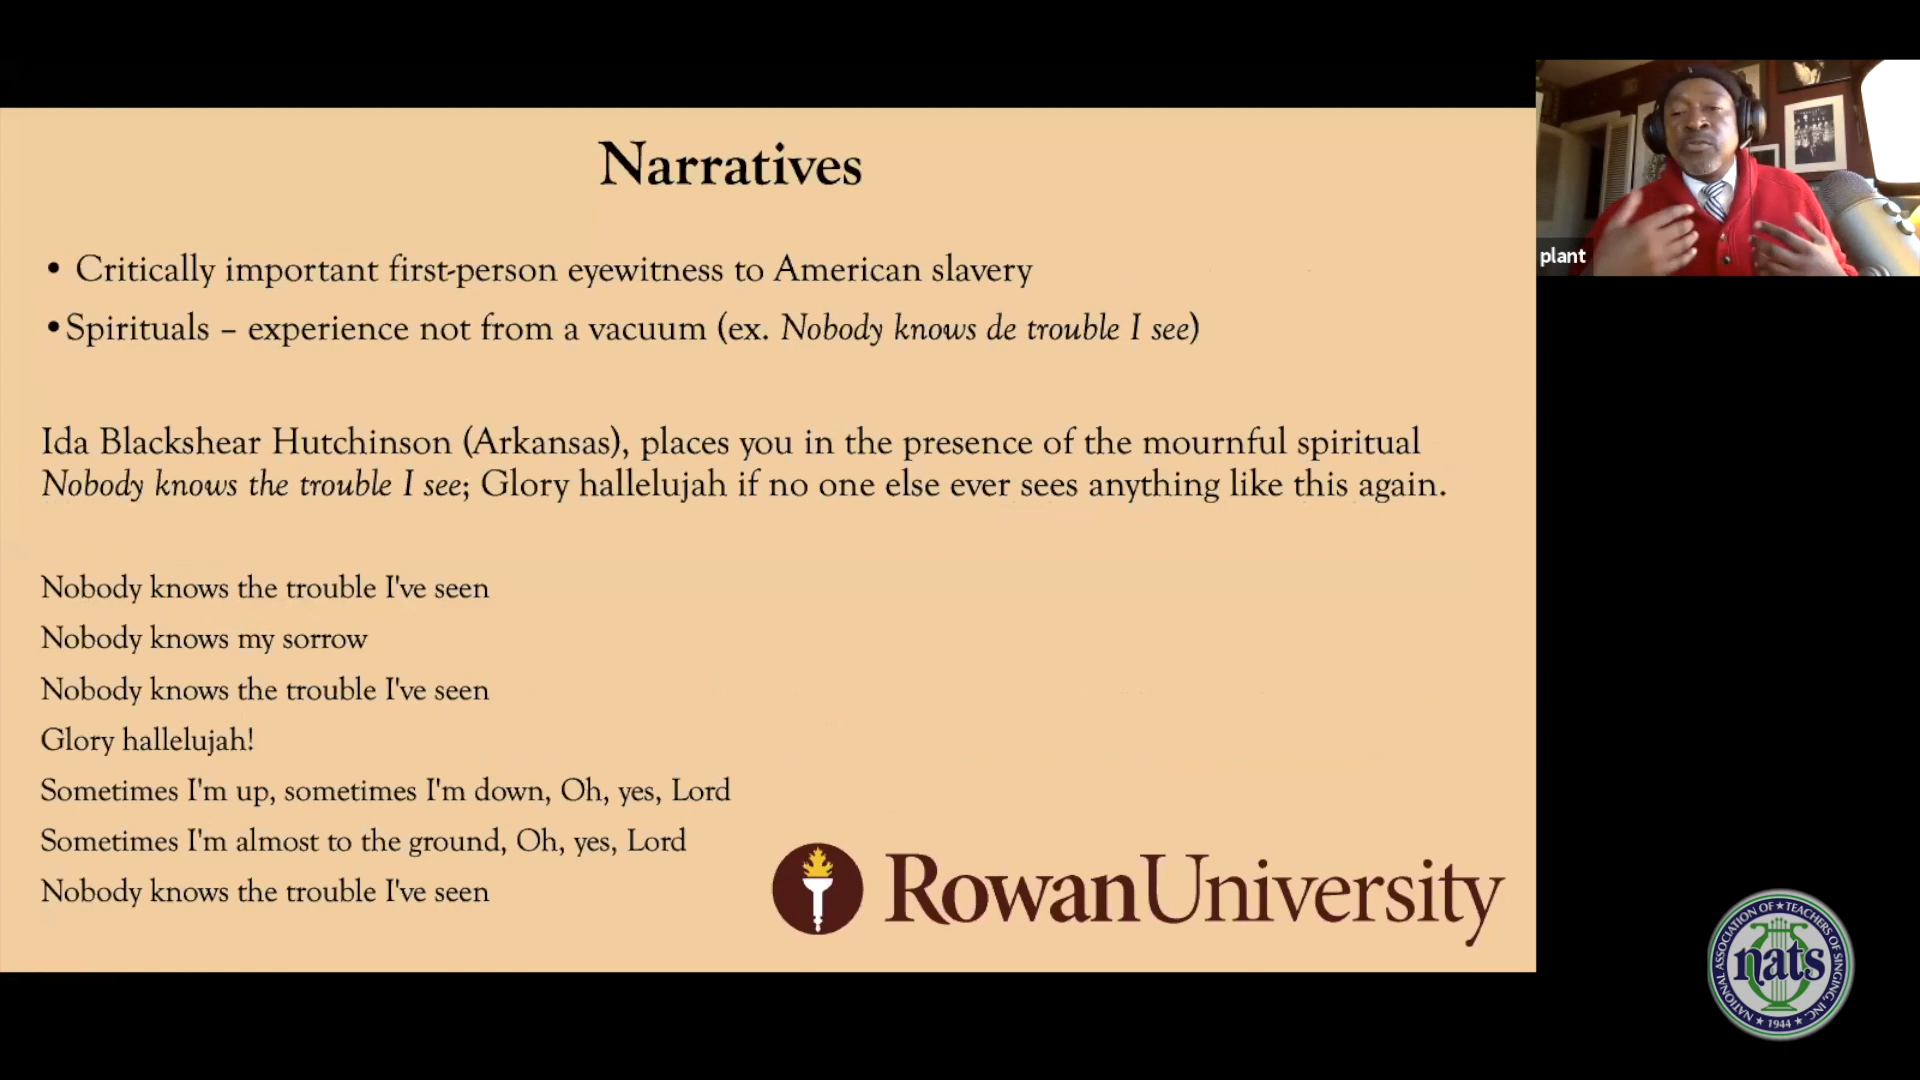 Narratives
• Critically important first-person eyewitness to American slavery
• Spirituals – experience not from a vacuum (ex. Nobody knows de trouble I see)
Ida Blackshear Hutchinson (Arkansas), places you in the presence of the mournful spiritual
Nobody knows the trouble I see; Glory hallelujah if no one else ever sees anything like this again.
Nobody knows the trouble I've seen
Nobody knows my sorrow
Nobody knows the trouble I've seen
Glory hallelujah!
Sometimes I'm up, sometimes I'm down, Oh, yes, Lord
Sometimes I'm almost to the ground, Oh, yes, Lord
Nobody knows the trouble I've seen
RowanUniversity
plant
NATIONAL ASSOCIATION OF ★ TEACHERS OF SINGING, INC.
nats
★ 1944 ★